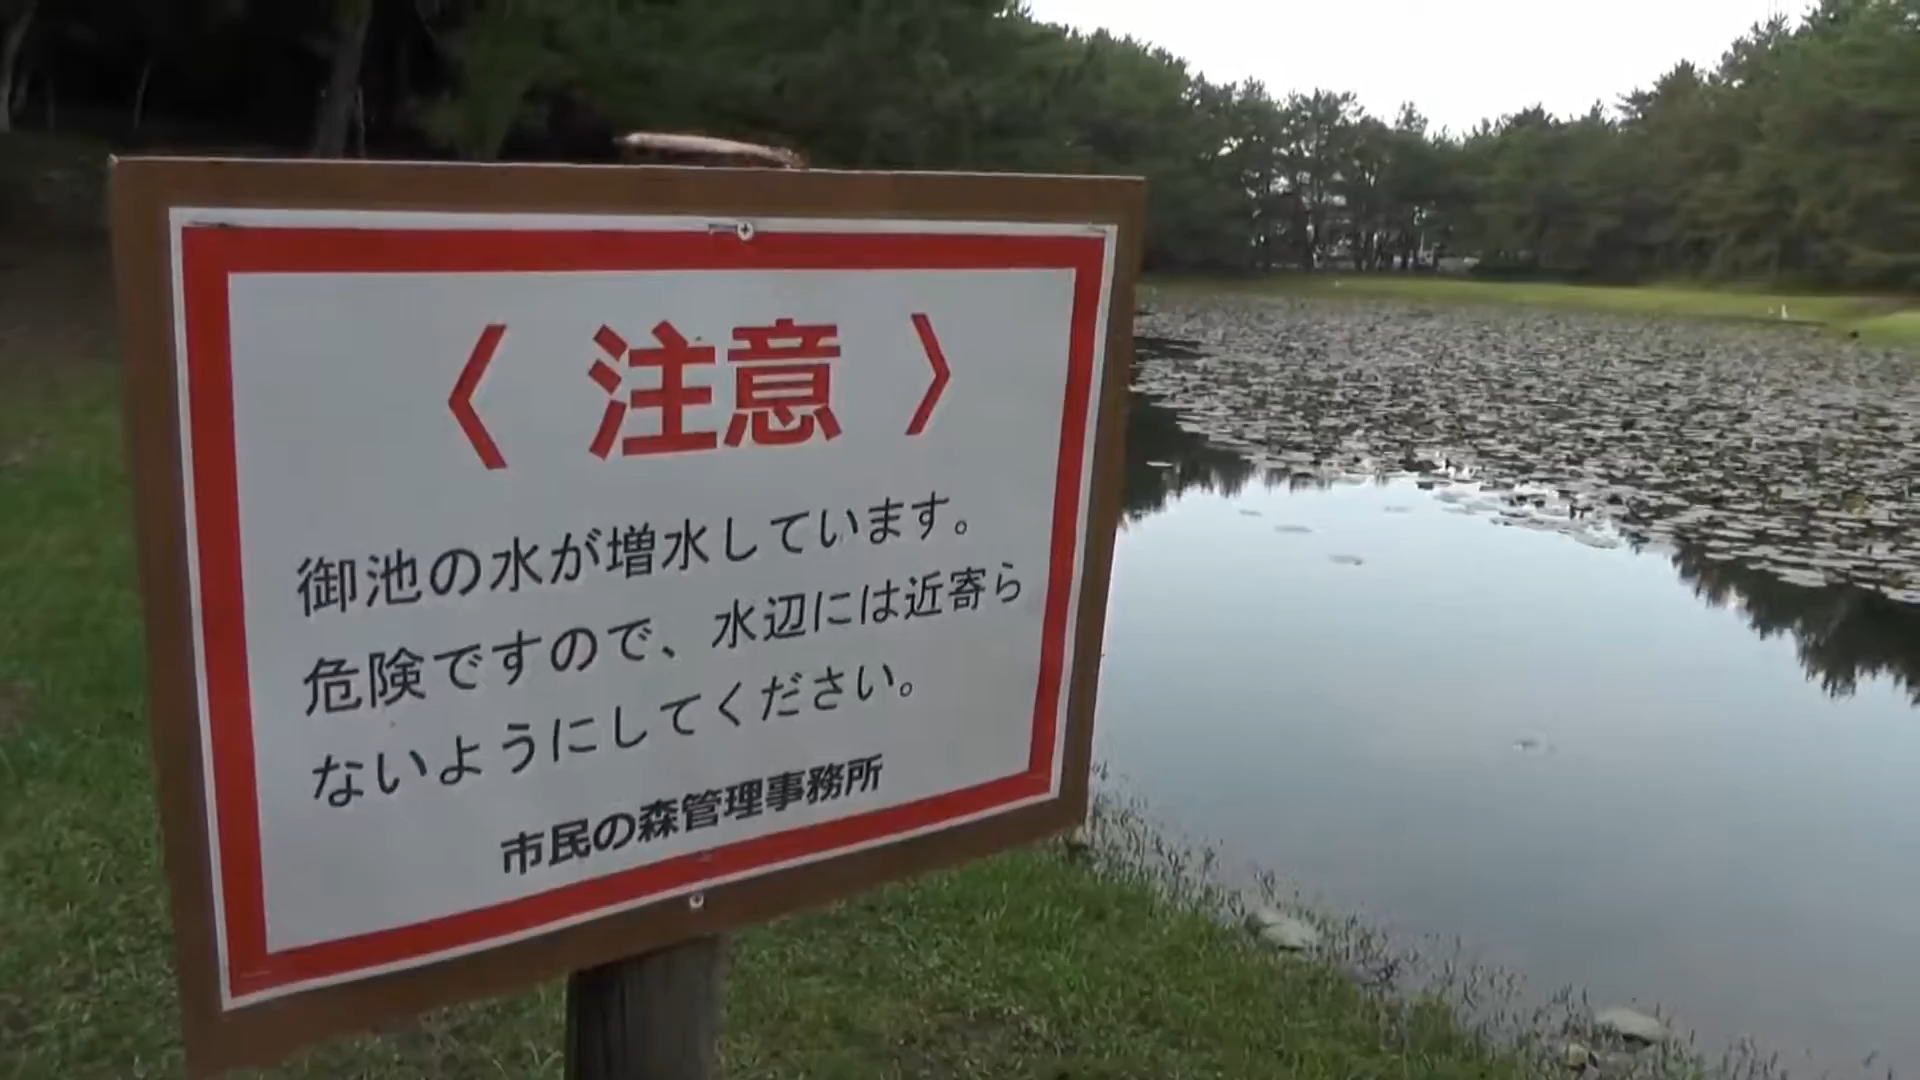 〈 注意 〉
御池の水が増水しています。
危険ですので、水辺には近寄ら
ないようにしてください。
市民の森管理事務所